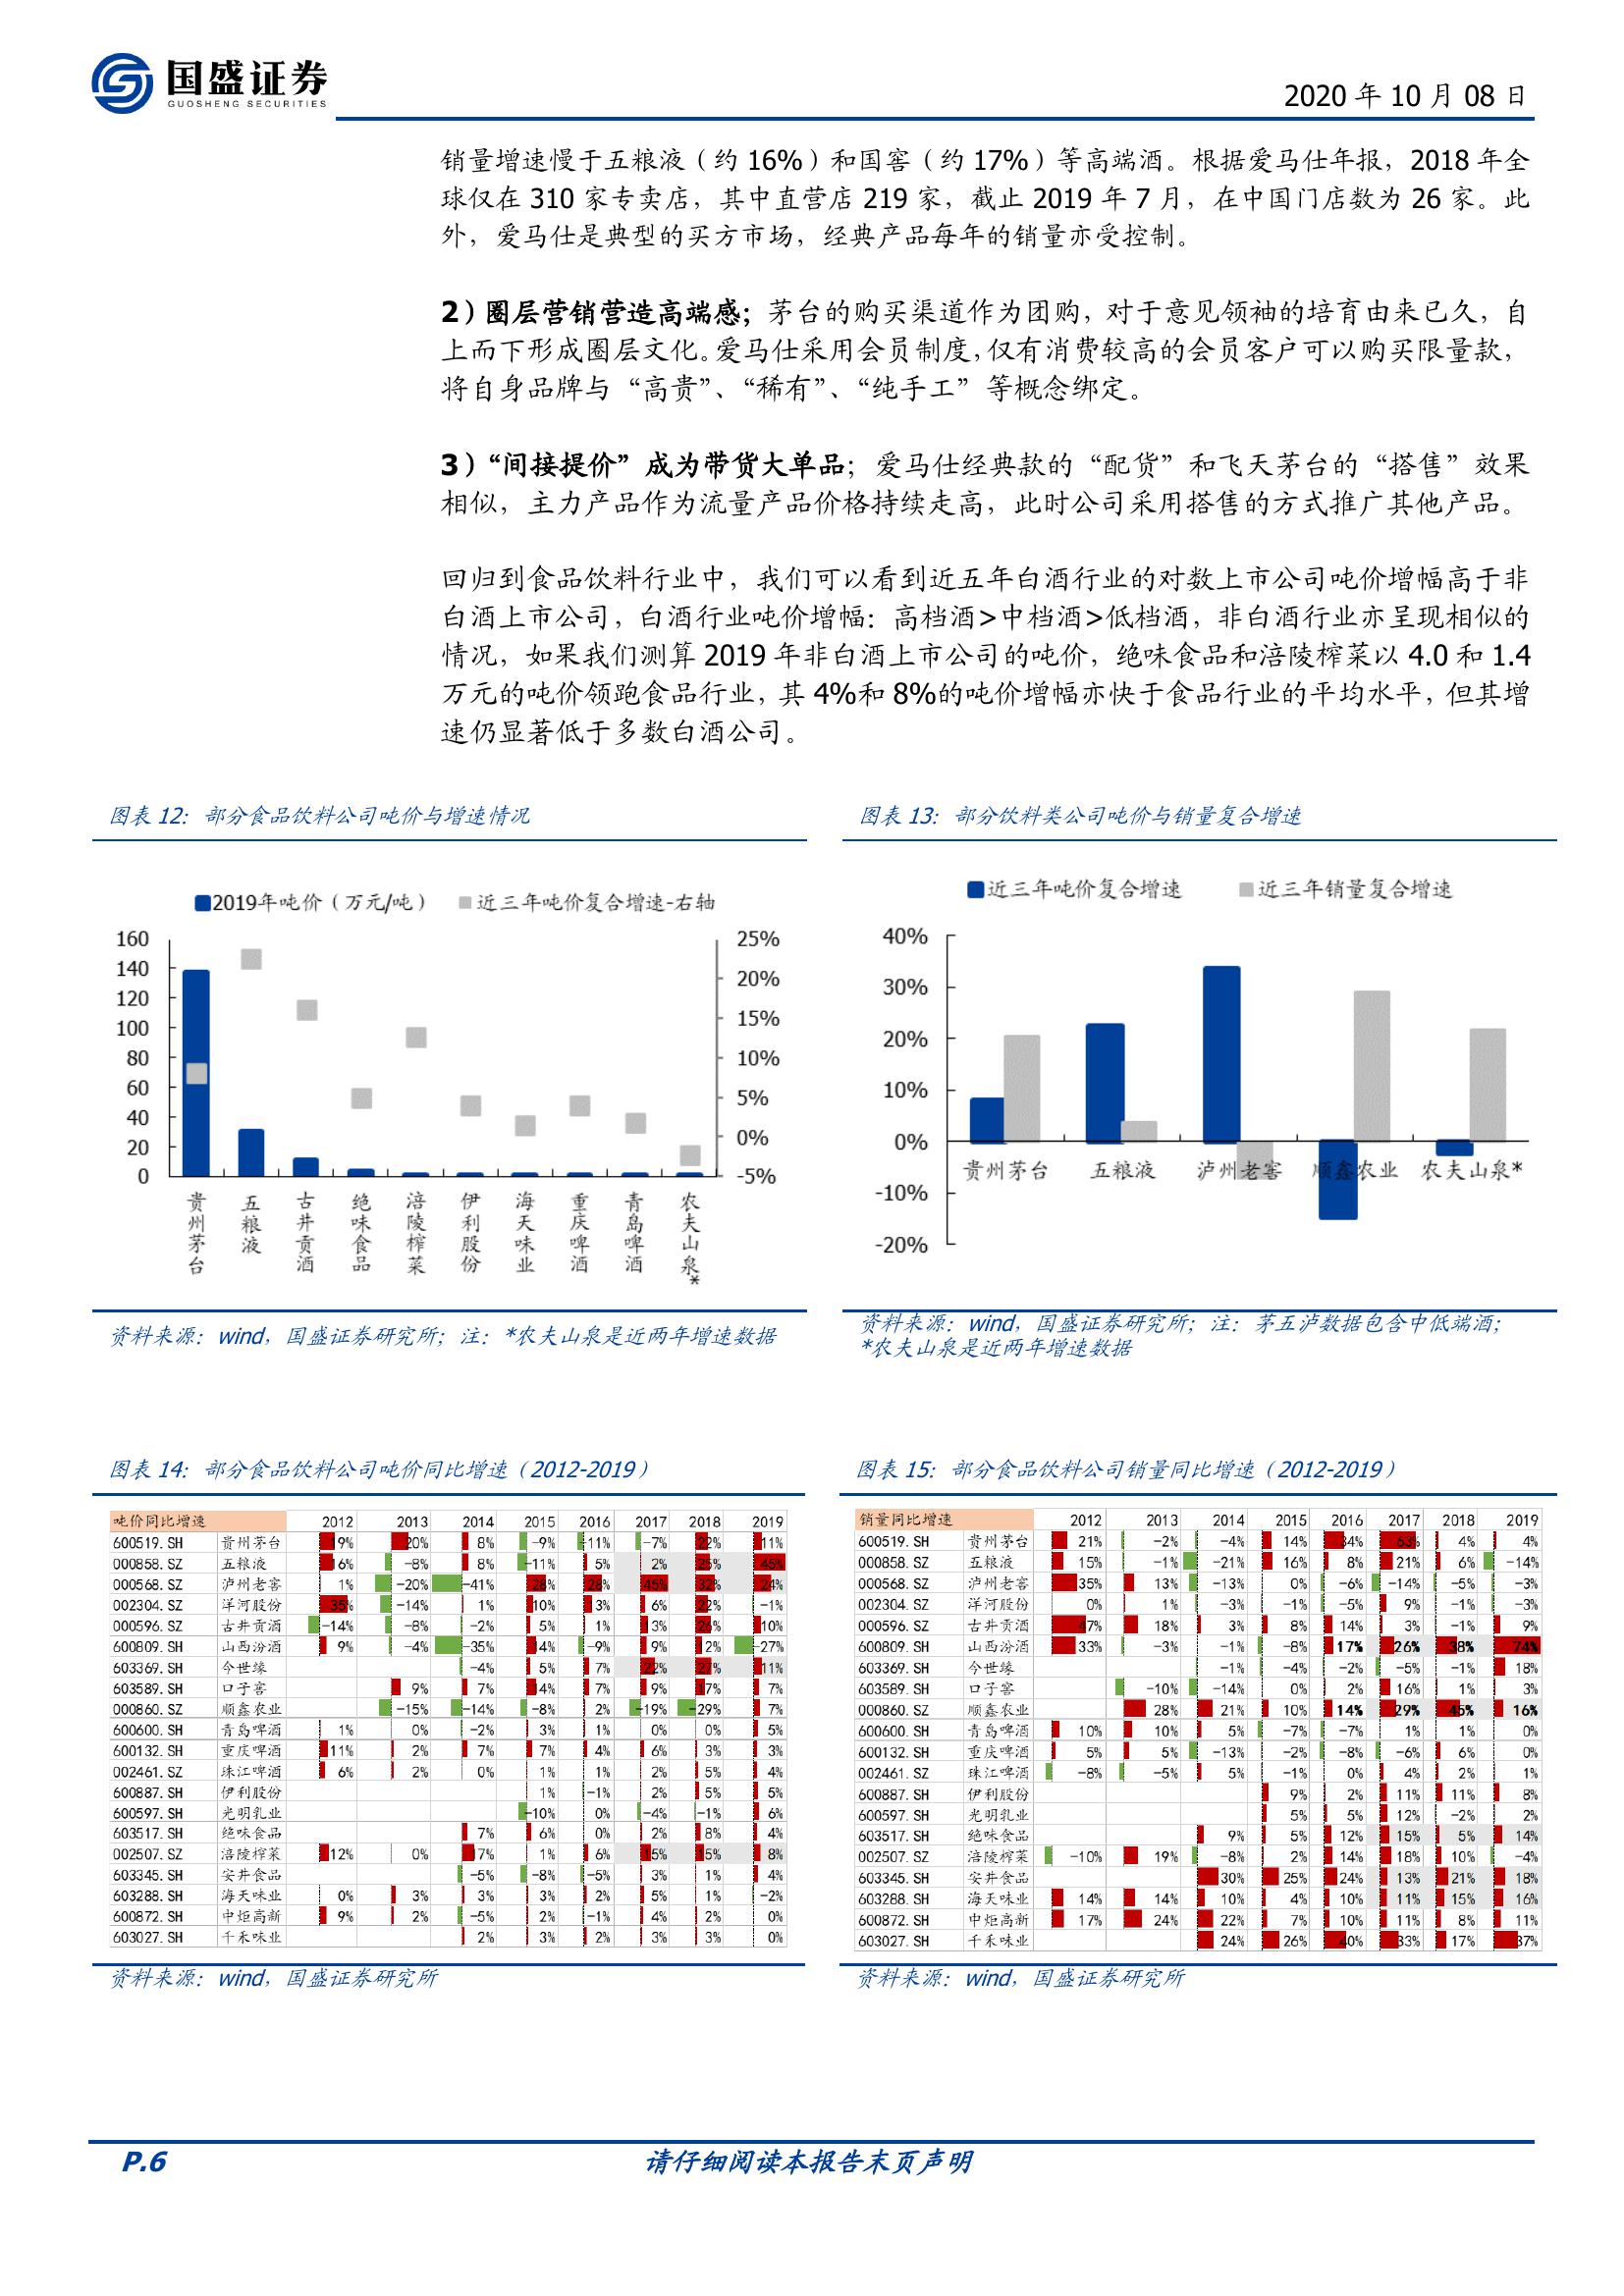 国盛证券
GUOSHENG SECURITIES
2020 年 10 月 08 日
销量增速慢于五粮液（约 16%）和国窖（约 17%）等高端酒。根据爱马仕年报，2018 年全
球仅在 310 家专卖店，其中直营店 219 家，截止 2019 年 7 月，在中国门店数为 26 家。此
外，爱马仕是典型的买方市场，经典产品每年的销量亦受控制。
2）圈层营销营造高端感；茅台的购买渠道作为团购，对于意见领袖的培育由来已久，自
上而下形成圈层文化。爱马仕采用会员制度，仅有消费较高的会员客户可以购买限量款，
将自身品牌与“高贵”、“稀有”、“纯手工”等概念绑定。
3）“间接提价”成为带货大单品；爱马仕经典款的“配货”和飞天茅台的“搭售”效果
相似，主力产品作为流量产品价格持续走高，此时公司采用搭售的方式推广其他产品。
回归到食品饮料行业中，我们可以看到近五年白酒行业的对数上市公司吨价增幅高于非
白酒上市公司，白酒行业吨价增幅：高档酒>中档酒>低档酒，非白酒行业亦呈现相似的
情况，如果我们测算 2019 年非白酒上市公司的吨价，绝味食品和涪陵榨菜以 4.0 和 1.4
万元的吨价领跑食品行业，其 4%和 8%的吨价增幅亦快于食品行业的平均水平，但其增
速仍显著低于多数白酒公司。
图表 12：部分食品饮料公司吨价与增速情况
2019年吨价（万元/吨） 近三年吨价复合增速-右轴
160 25%
140 20%
120 15%
100 10%
80 5%
60 0%
40 -5%
20
0
贵州茅台 五粮液 古井贡酒 绝味食品 涪陵榨菜 伊利股份 海天味业 重庆啤酒 青岛啤酒 农夫山泉*
资料来源：wind，国盛证券研究所；注：*农夫山泉是近两年增速数据
图表 13：部分饮料类公司吨价与销量复合增速
近三年吨价复合增速 近三年销量复合增速
40%
30%
20%
10%
0%
-10%
-20%
贵州茅台 五粮液 泸州老窖 顺鑫农业 农夫山泉*
资料来源：wind，国盛证券研究所；注：茅五泸数据包含中低端酒；
*农夫山泉是近两年增速数据
图表 14：部分食品饮料公司吨价同比增速（2012-2019）
吨价同比增速 2012 2013 2014 2015 2016 2017 2018 2019
600519.SH 贵州茅台 19% 20% 8% -9% -11% -7% 22% 11%
000858.SZ 五粮液 16% -8% 8% -11% 5% 2% 25% 45%
000568.SZ 泸州老窖 1% -20% -41% 28% 28% 45% 32% 24%
002304.SZ 洋河股份 35% -14% 1% 10% 3% 6% 22% -1%
000596.SZ 古井贡酒 -14% -8% -2% 5% 1% 3% 26% 10%
600809.SH 山西汾酒 9% -4% -35% 14% -9% 9% 2% -27%
603369.SH 今世缘 -4% 5% 7% 22% 27% 11%
603589.SH 口子窖 9% 7% 14% 7% 9% 17% 7%
000860.SZ 顺鑫农业 -15% -14% -8% 2% -19% -29% 7%
600600.SH 青岛啤酒 1% 0% -2% 3% 1% 0% 0% 5%
600132.SH 重庆啤酒 11% 2% 7% 7% 4% 6% 3% 3%
002461.SZ 珠江啤酒 6% 2% 0% 1% 1% 2% 5% 4%
600887.SH 伊利股份 1% -1% 2% 5% 5%
600597.SH 光明乳业 -10% 0% -4% -1% 6%
603517.SH 绝味食品 7% 6% 0% 2% 8% 4%
002507.SZ 涪陵榨菜 12% 0% 17% 1% 6% 15% 15% 8%
603345.SH 安井食品 -5% -8% -5% 3% 1% 4%
603288.SH 海天味业 0% 3% 3% 3% 2% 5% 1% -2%
600872.SH 中炬高新 9% 2% -5% 2% -1% 4% 2% 0%
603027.SH 千禾味业 2% 3% 2% 3% 3% 0%
资料来源：wind，国盛证券研究所
图表 15：部分食品饮料公司销量同比增速（2012-2019）
销量同比增速 2012 2013 2014 2015 2016 2017 2018 2019
600519.SH 贵州茅台 21% -2% -4% 14% 34% 63% 4% 4%
000858.SZ 五粮液 15% -1% -21% 16% 8% 21% 6% -14%
000568.SZ 泸州老窖 35% 13% -13% 0% -6% -14% -5% -3%
002304.SZ 洋河股份 0% 1% -3% -1% -5% 9% -1% -3%
000596.SZ 古井贡酒 47% 18% 3% 8% 14% 3% -1% 9%
600809.SH 山西汾酒 33% -3% -1% -8% 17% 26% 38% 74%
603369.SH 今世缘 -1% -4% -2% -5% -1% 18%
603589.SH 口子窖 -10% -14% 0% 2% 16% 1% 3%
000860.SZ 顺鑫农业 28% 21% 10% 14% 29% 45% 16%
600600.SH 青岛啤酒 10% 10% 5% -7% -7% 1% 1% 0%
600132.SH 重庆啤酒 5% 5% -13% -2% -8% -6% 6% 0%
002461.SZ 珠江啤酒 -8% -5% 5% -1% 0% 4% 2% 1%
600887.SH 伊利股份 9% 2% 11% 11% 8%
600597.SH 光明乳业 5% 5% 12% -2% 2%
603517.SH 绝味食品 9% 5% 12% 15% 5% 14%
002507.SZ 涪陵榨菜 -10% 19% -8% 2% 14% 18% 10% -4%
603345.SH 安井食品 30% 25% 24% 13% 21% 18%
603288.SH 海天味业 14% 14% 10% 4% 10% 11% 15% 16%
600872.SH 中炬高新 17% 24% 22% 7% 10% 11% 8% 11%
603027.SH 千禾味业 24% 26% 40% 33% 17% 37%
资料来源：wind，国盛证券研究所
P.6
请仔细阅读本报告末页声明